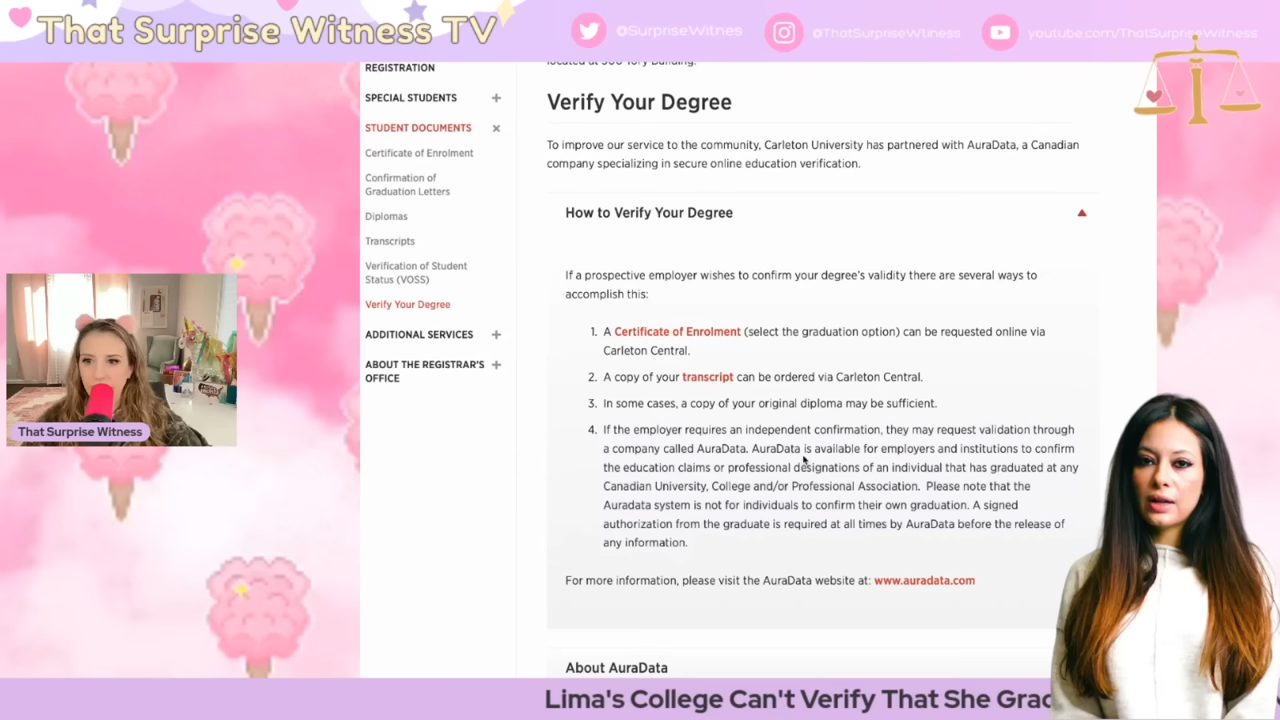 That Surprise Witness TV
@SurpriseWitnes
@ThatSurpriseWtiness
youtube.com/ThatSurpriseWitness
REGISTRATION
SPECIAL STUDENTS +
STUDENT DOCUMENTS ×
Certificate of Enrolment
Confirmation of
Graduation Letters
Diplomas
Transcripts
Verification of Student
Status (VOSS)
Verify Your Degree
ADDITIONAL SERVICES +
ABOUT THE REGISTRAR'S +
OFFICE
Verify Your Degree
To improve our service to the community, Carleton University has partnered with AuraData, a Canadian
company specializing in secure online education verification.
How to Verify Your Degree
If a prospective employer wishes to confirm your degree's validity there are several ways to
accomplish this:
1. A Certificate of Enrolment (select the graduation option) can be requested online via
Carleton Central.
2. A copy of your transcript can be ordered via Carleton Central.
3. In some cases, a copy of your original diploma may be sufficient.
4. If the employer requires an independent confirmation, they may request validation through
a company called AuraData. AuraData is available for employers and institutions to confirm
the education claims or professional designations of an individual that has graduated at any
Canadian University, College and/or Professional Association. Please note that the
Auradata system is not for individuals to confirm their own graduation. A signed
authorization from the graduate is required at all times by AuraData before the release of
any information.
For more information, please visit the AuraData website at: www.auradata.com
About AuraData
That Surprise Witness
Lima's College Can't Verify That She Grad